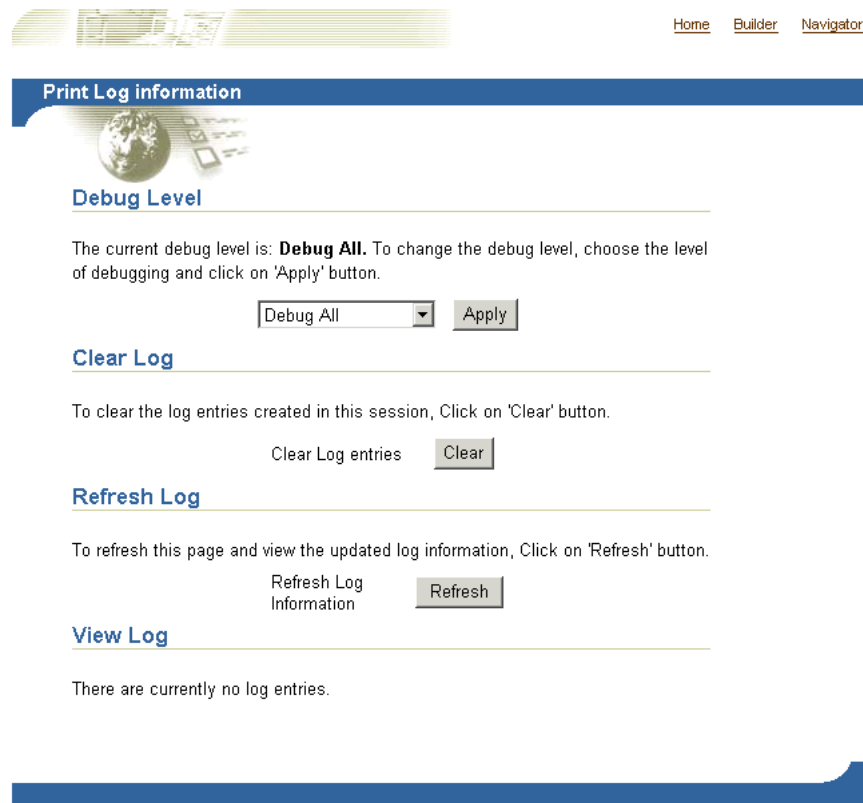 Home Builder Navigator
Print Log information
Debug Level
The current debug level is: Debug All. To change the debug level, choose the level
of debugging and click on 'Apply' button.
Debug All Apply
Clear Log
To clear the log entries created in this session, Click on 'Clear' button.
Clear Log entries Clear
Refresh Log
To refresh this page and view the updated log information, Click on 'Refresh' button.
Refresh Log
Information
Refresh
View Log
There are currently no log entries.